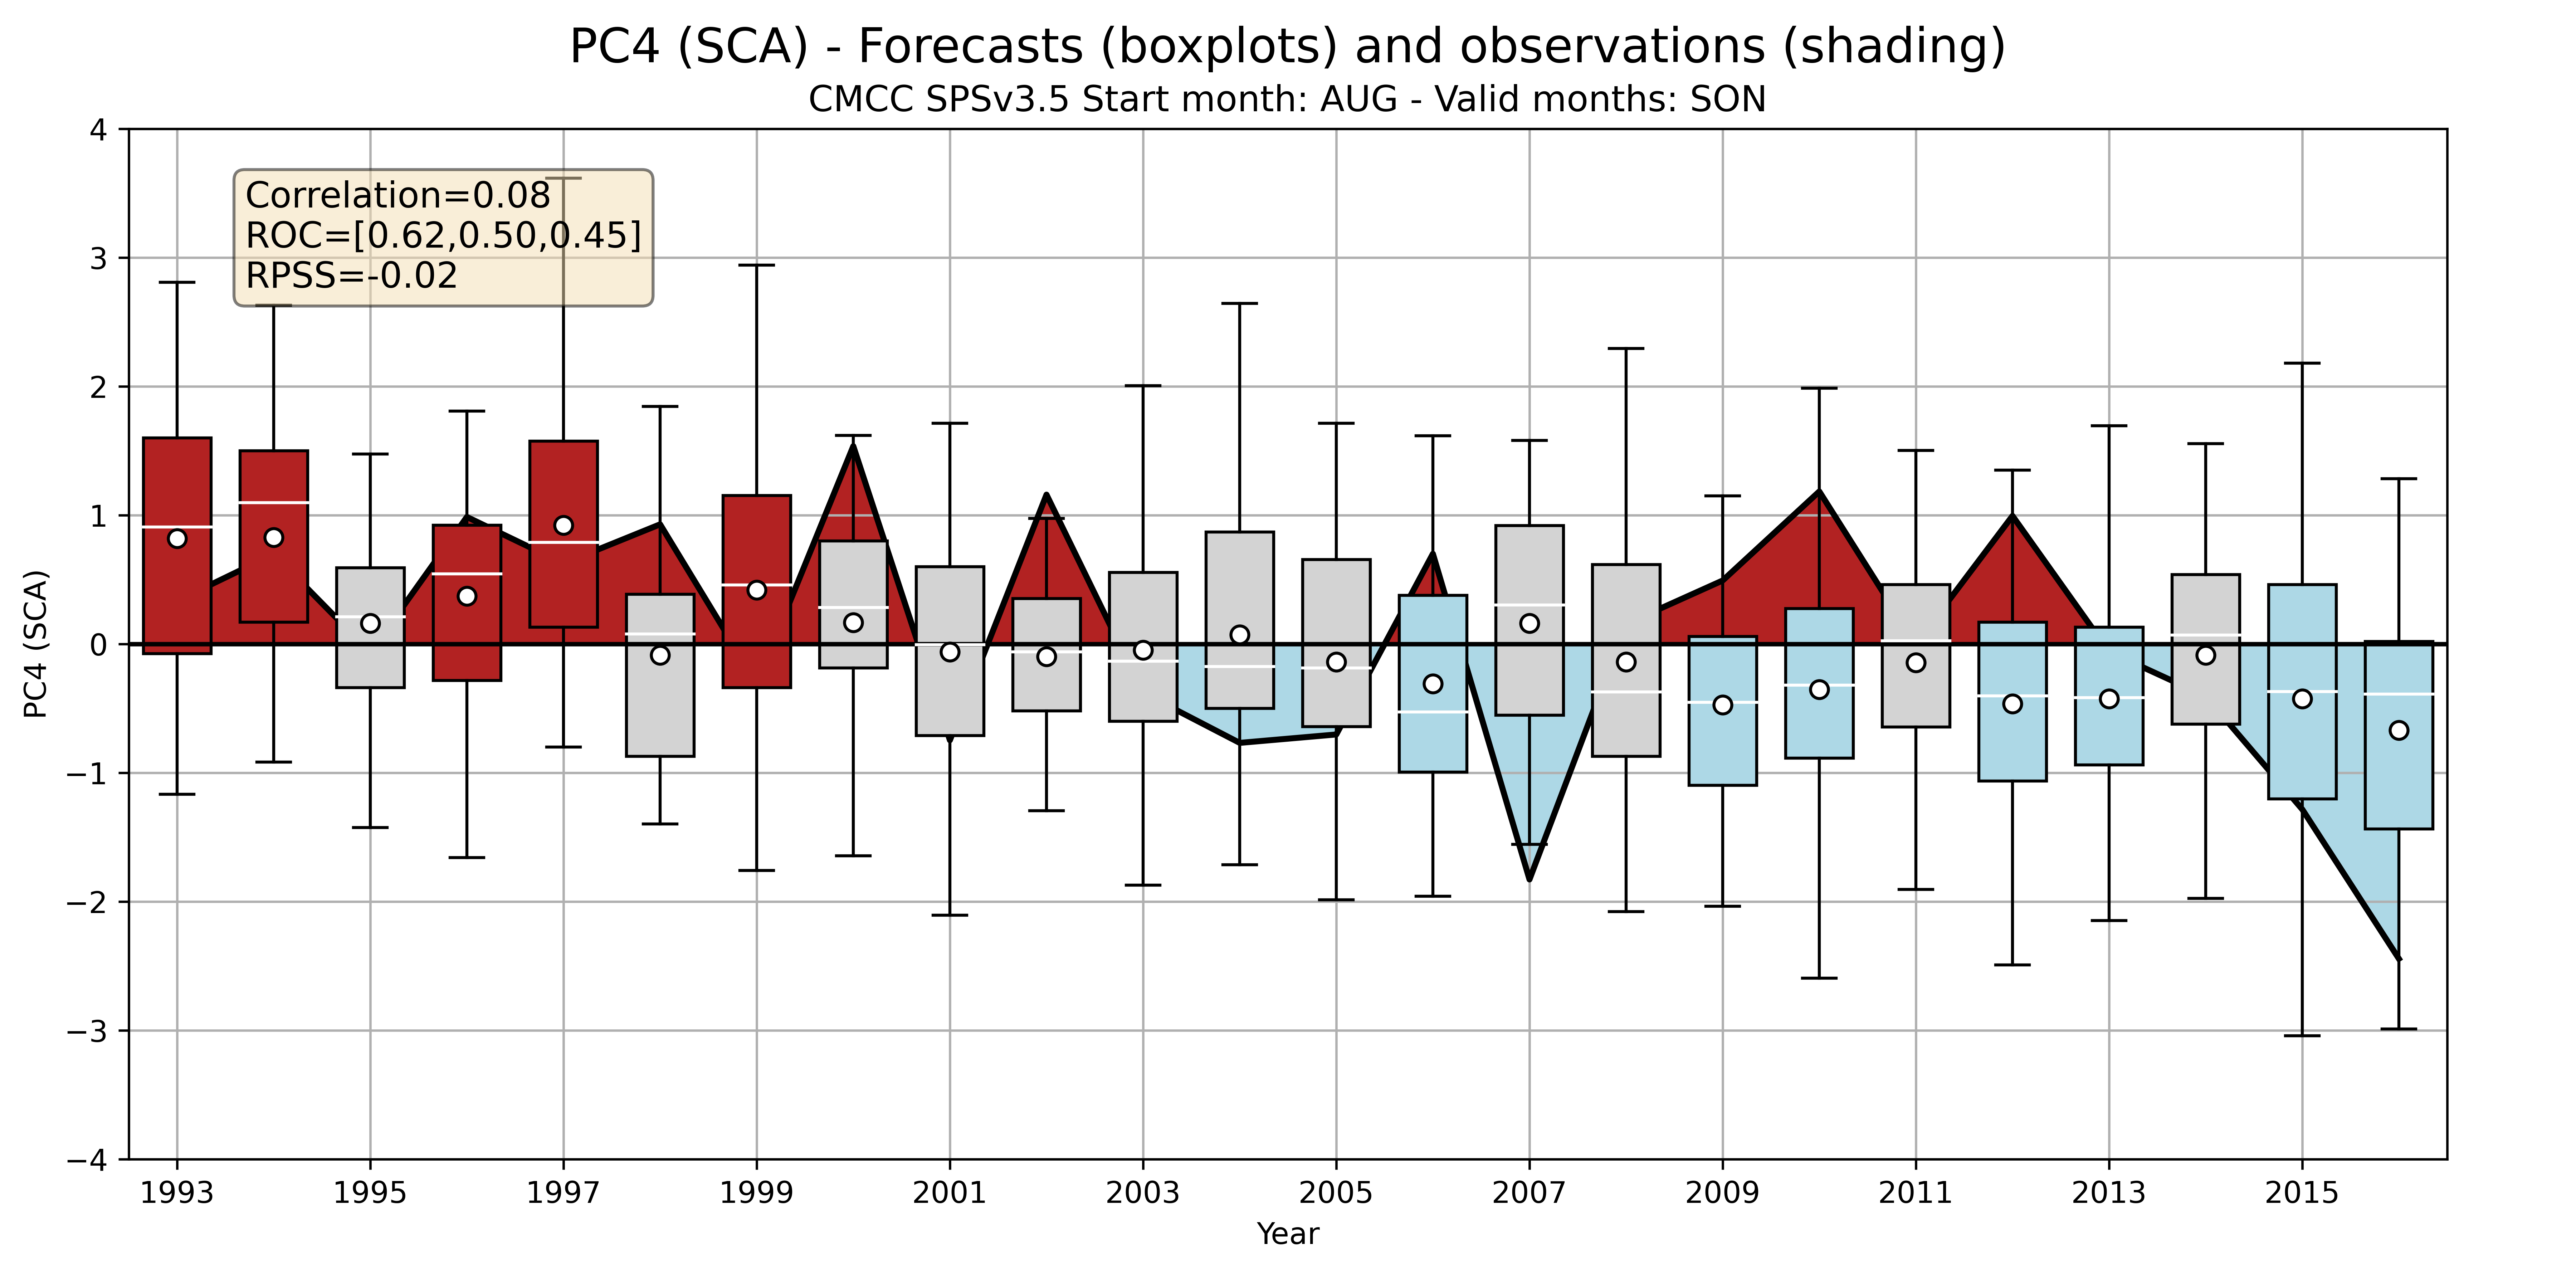 PC4 (SCA) - Forecasts (boxplots) and observations (shading)
CMCC SPSv3.5 Start month: AUG - Valid months: SON
Correlation=0.08
ROC=[0.62,0.50,0.45]
RPSS=-0.02
PC4 (SCA)
4
3
2
1
0
−1
−2
−3
−4
1993 1995 1997 1999 2001 2003 2005 2007 2009 2011 2013 2015
Year